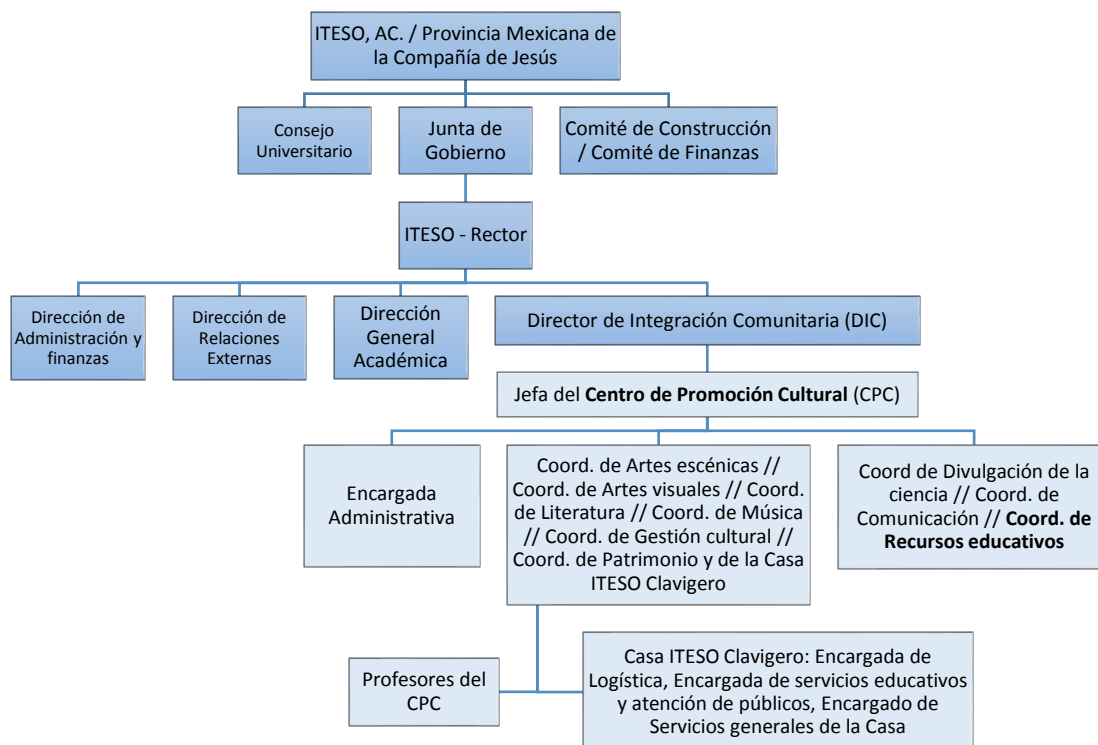 ITESO, AC. / Provincia Mexicana de
la Compañía de Jesús
Consejo
Universitario
Junta de
Gobierno
Comité de Construcción
/ Comité de Finanzas
ITESO - Rector
Dirección de
Administración y
finanzas
Dirección de
Relaciones
Externas
Dirección
General
Académica
Director de Integración Comunitaria (DIC)
Jefa del Centro de Promoción Cultural (CPC)
Encargada
Administrativa
Coord. de Artes escénicas //
Coord. de Artes visuales // Coord.
de Literatura // Coord. de Música
// Coord. de Gestión cultural //
Coord. de Patrimonio y de la Casa
ITESO Clavigero
Coord de Divulgación de la
ciencia // Coord. de
Comunicación // Coord. de
Recursos educativos
Profesores del
CPC
Casa ITESO Clavigero: Encargada de
Logística, Encargada de servicios educativos
y atención de públicos, Encargado de
Servicios generales de la Casa